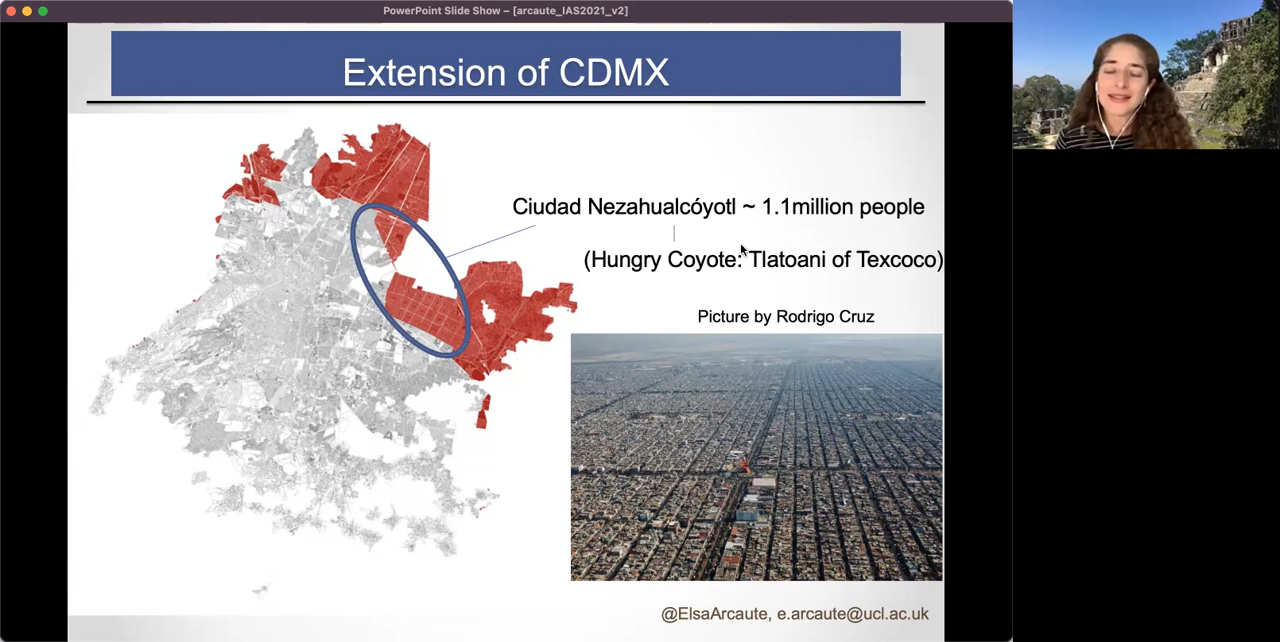 PowerPoint Slide Show – [arcaute_IAS2021_v2]
Extension of CDMX
Ciudad Nezahualcóyotl ~ 1.1million people
(Hungry Coyote: Tlatoani of Texcoco)
Picture by Rodrigo Cruz
@ElsaArcaute, e.arcaute@ucl.ac.uk